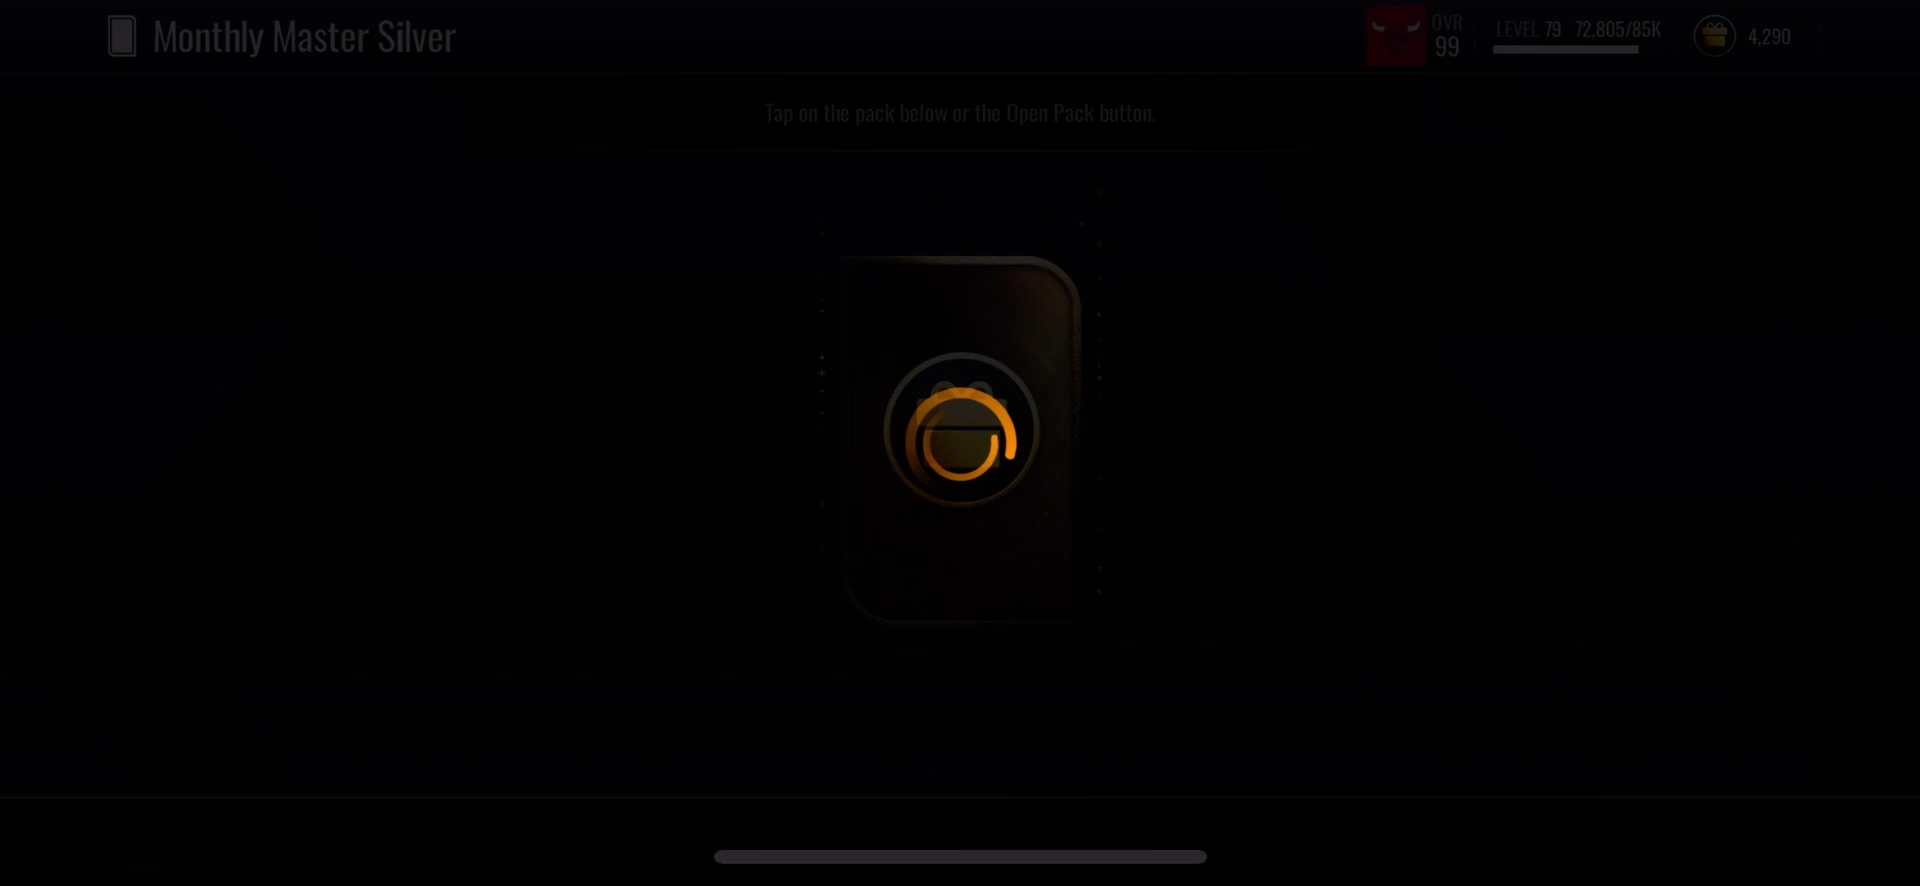 Monthly Master Silver
OVR
99
LEVEL 79 72,805/85K
4,290
Tap on the pack below or the Open Pack button.